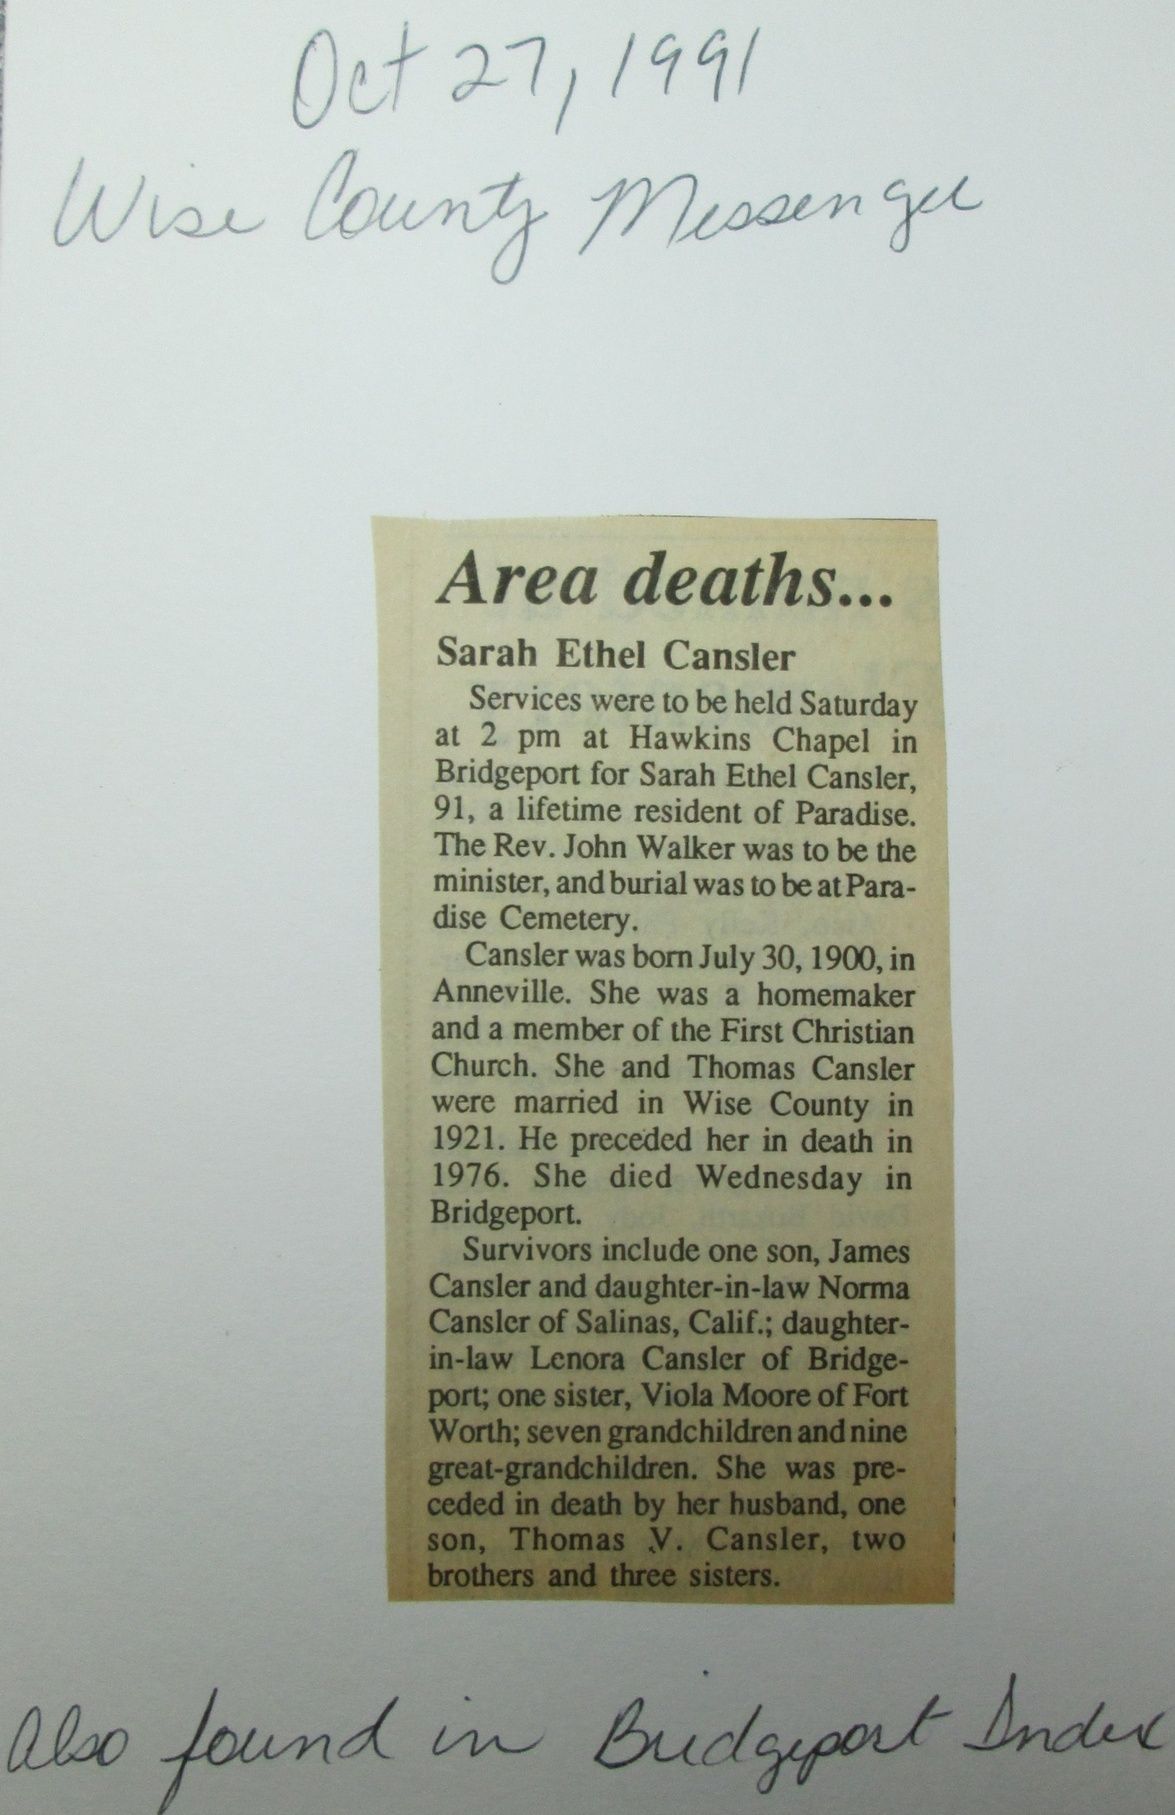 Oct 27, 1991
Wise County Messenger
Area deaths...
Sarah Ethel Cansler
Services were to be held Saturday
at 2 pm at Hawkins Chapel in
Bridgeport for Sarah Ethel Cansler,
91, a lifetime resident of Paradise.
The Rev. John Walker was to be the
minister, and burial was to be at Para-
dise Cemetery.
Cansler was born July 30, 1900, in
Anneville. She was a homemaker
and a member of the First Christian
Church. She and Thomas Cansler
were married in Wise County in
1921. He preceded her in death in
1976. She died Wednesday in
Bridgeport.
Survivors include one son, James
Cansler and daughter-in-law Norma
Cansler of Salinas, Calif.; daughter-
in-law Lenora Cansler of Bridge-
port; one sister, Viola Moore of Fort
Worth; seven grandchildren and nine
great-grandchildren. She was pre-
ceded in death by her husband, one
son, Thomas V. Cansler, two
brothers and three sisters.
Also found in Bridgeport Index